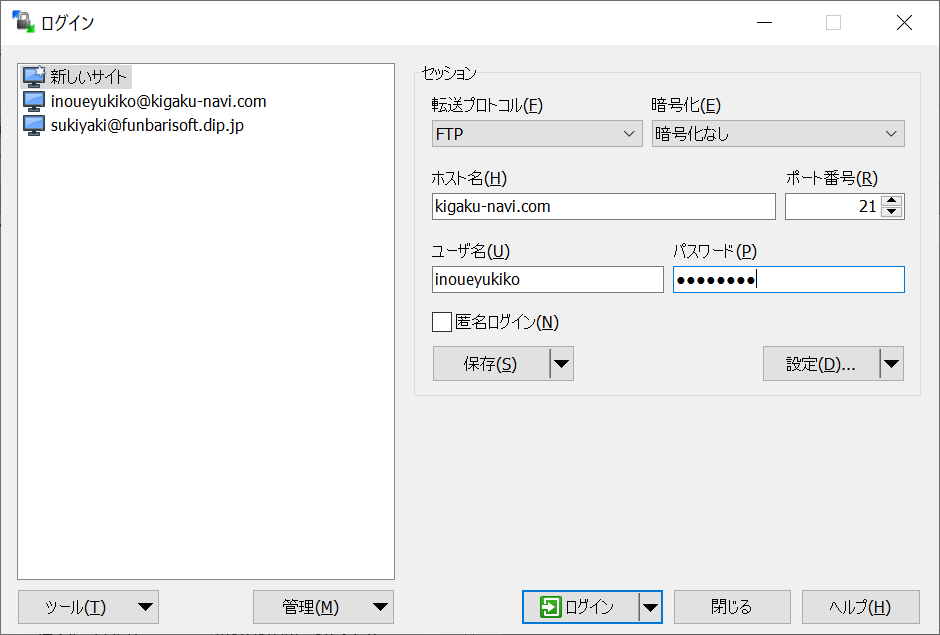 ログイン
新しいサイト
inoueyukiko@kigaku-navi.com
sukiyaki@funbarisoft.dip.jp
セッション
転送プロトコル(F) 暗号化(E)
FTP 暗号化なし
ホスト名(H) ポート番号(R)
kigaku-navi.com 21
ユーザ名(U) パスワード(P)
inoueyukiko ●●●●●●●●
匿名ログイン(N)
保存(S) 設定(D)...
ツール(T) 管理(M) ログイン 閉じる ヘルプ(H)